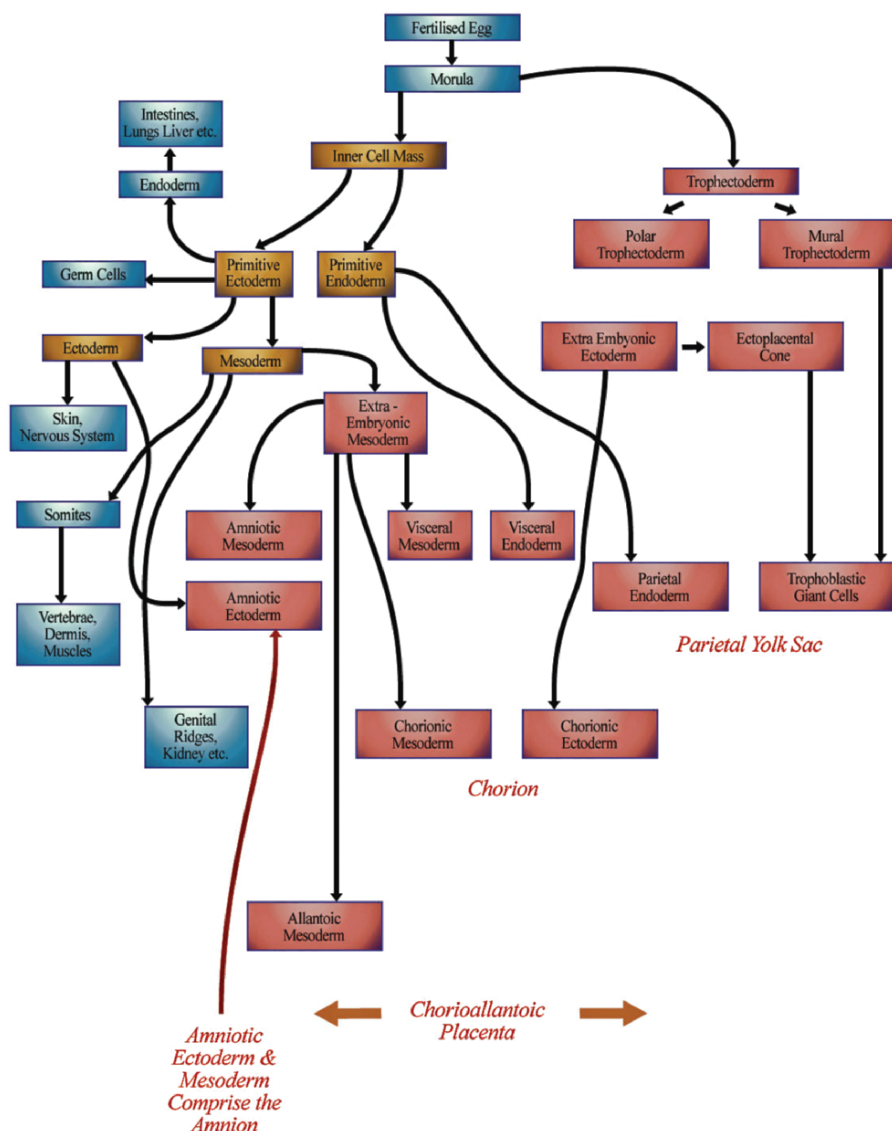 Fertilised Egg
Morula
Intestines,
Lungs Liver etc.
Inner Cell Mass
Endoderm
Trophectoderm
Polar
Trophectoderm
Mural
Trophectoderm
Germ Cells
Primitive
Ectoderm
Primitive
Endoderm
Ectoderm
Mesoderm
Extra Embyonic
Ectoderm
Ectoplacental
Cone
Skin,
Nervous System
Extra -
Embryonic
Mesoderm
Somites
Amniotic
Mesoderm
Visceral
Mesoderm
Visceral
Endoderm
Amniotic
Ectoderm
Parietal
Endoderm
Trophoblastic
Giant Cells
Vertebrae,
Dermis,
Muscles
Parietal Yolk Sac
Genital
Ridges,
Kidney etc.
Chorionic
Mesoderm
Chorionic
Ectoderm
Chorion
Allantoic
Mesoderm
Chorioallantoic
Placenta
Amniotic
Ectoderm &
Mesoderm
Comprise the
Amnion